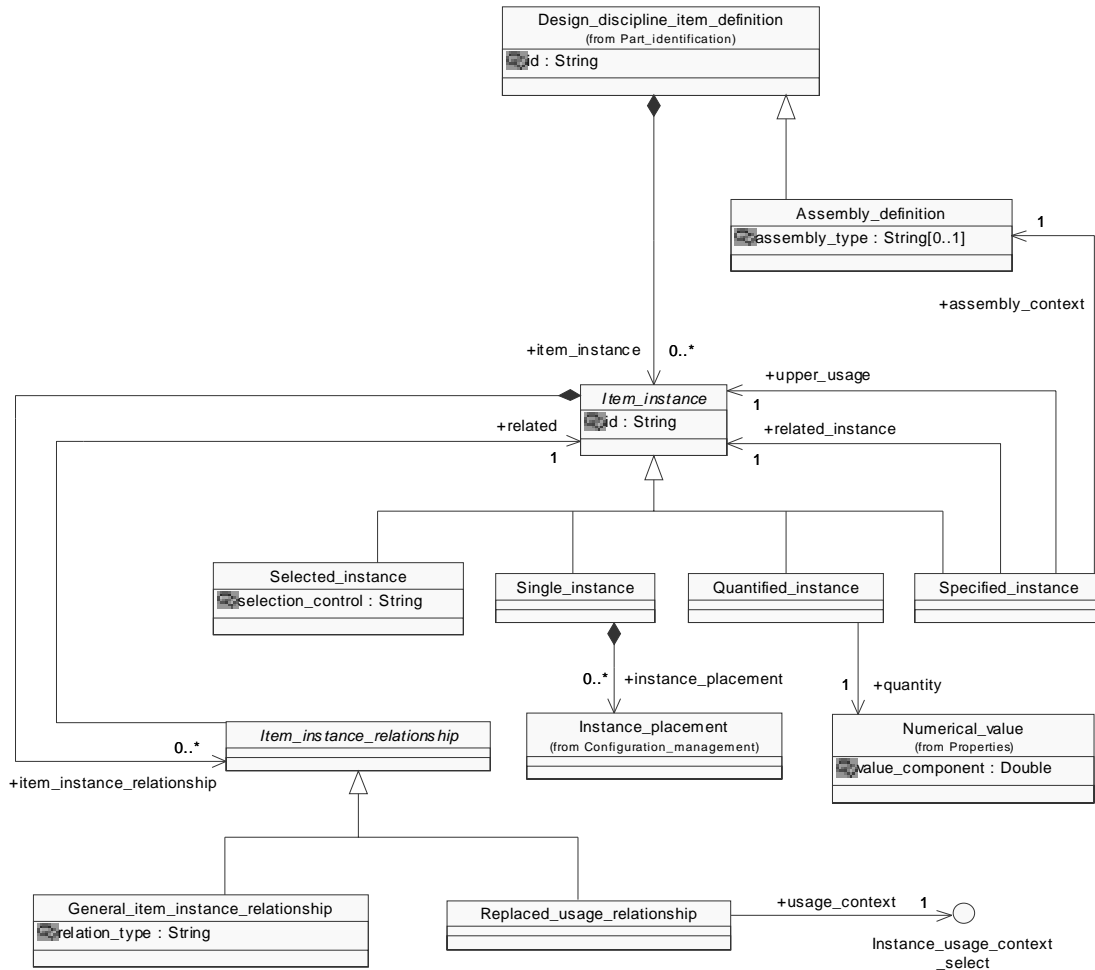 Design_discipline_item_definition
(from Part_identification)
id : String
Assembly_definition
assembly_type : String[0..1]
1
+assembly_context
+item_instance
0..*
+upper_usage
1
Item_instance
id : String
+related
1
+related_instance
1
Selected_instance
selection_control : String
Single_instance
Quantified_instance
Specified_instance
0..*
+instance_placement
1
+quantity
Instance_placement
(from Configuration_management)
Numerical_value
(from Properties)
value_component : Double
Item_instance_relationship
0..*
+item_instance_relationship
General_item_instance_relationship
relation_type : String
Replaced_usage_relationship
+usage_context
1
Instance_usage_context
_select